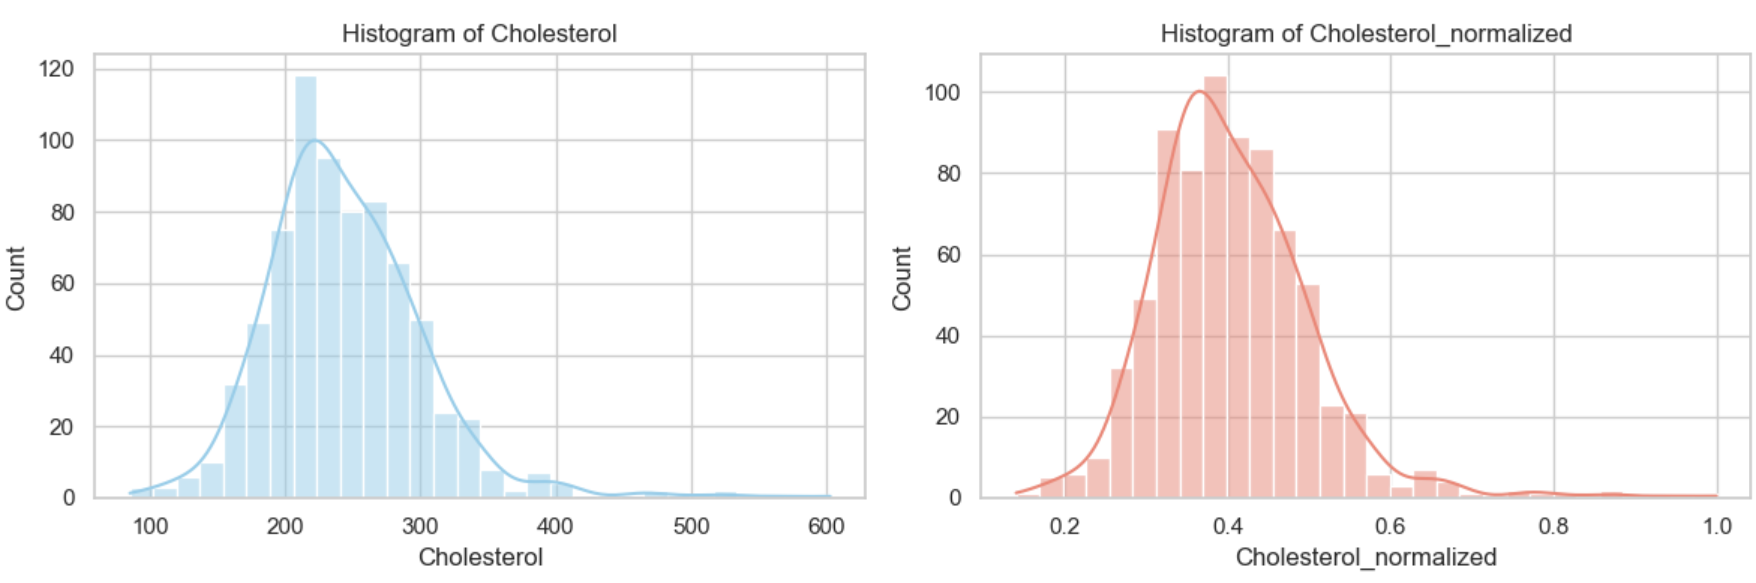 Histogram of Cholesterol
120
100
80
60
40
20
0
Count
100 200 300 400 500 600
Cholesterol
Histogram of Cholesterol_normalized
100
80
60
40
20
0
Count
0.2 0.4 0.6 0.8 1.0
Cholesterol_normalized